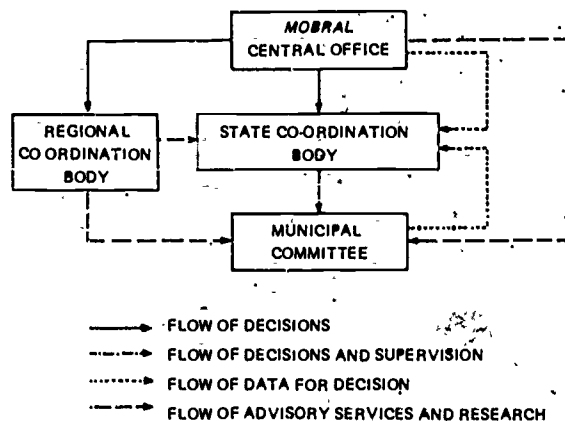 MOBRAL
CENTRAL OFFICE
REGIONAL
CO ORDINATION
BODY
STATE CO-ORDINATION
BODY
MUNICIPAL
COMMITTEE
FLOW OF DECISIONS
FLOW OF DECISIONS AND SUPERVISION
FLOW OF DATA FOR DECISION
FLOW OF ADVISORY SERVICES AND RESEARCH